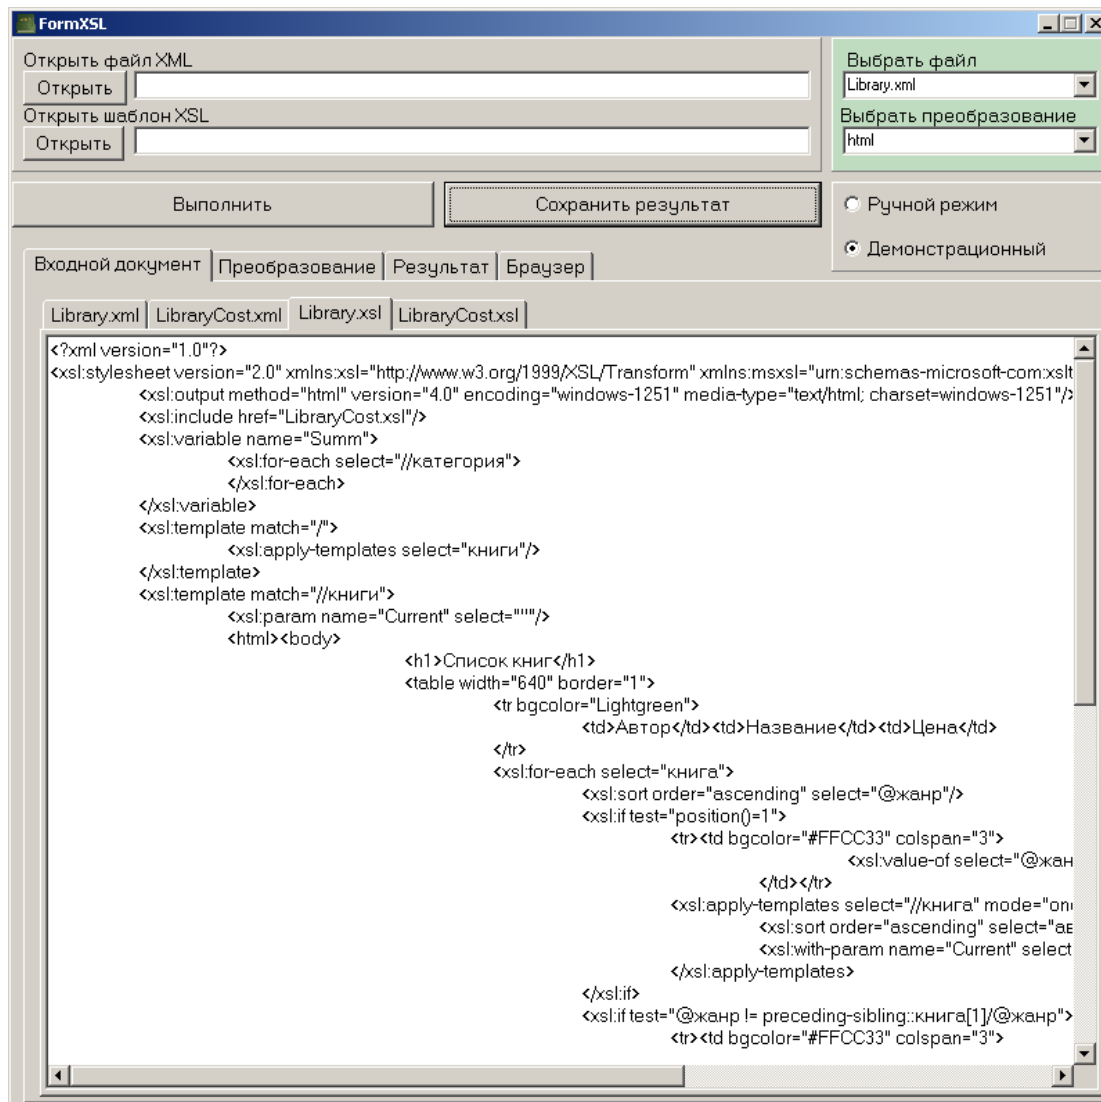 FormXSL
Открыть файл XML
Открыть
Открыть шаблон XSL
Открыть
Выбрать файл
Library.xml
Выбрать преобразование
html
Выполнить
Сохранить результат
Ручной режим
Демонстрационный
Входной документ Преобразование Результат Браузер
Library.xml LibraryCost.xml Library.xsl LibraryCost.xsl
<?xml version="1.0"?>
<xsl:stylesheet version="2.0" xmlns:xsl="http://www.w3.org/1999/XSL/Transform" xmlns:msxsl="urn:schemas-microsoft-com:xslt
<xsl:output method="html" version="4.0" encoding="windows-1251" media-type="text/html; charset=windows-1251"/>
<xsl:include href="LibraryCost.xsl"/>
<xsl:variable name="Summ">
<xsl:for-each select="//категория">
</xsl:for-each>
</xsl:variable>
<xsl:template match="/">
<xsl:apply-templates select="книги"/>
</xsl:template>
<xsl:template match="//книги">
<xsl:param name="Current" select="''"/>
<html><body>
<h1>Список книг</h1>
<table width="640" border="1">
<tr bgcolor="Lightgreen">
<td>Автор</td><td>Название</td><td>Цена</td>
</tr>
<xsl:for-each select="книга">
<xsl:sort order="ascending" select="@жанр"/>
<xsl:if test="position()=1">
<tr><td bgcolor="#FFCC33" colspan="3">
<xsl:value-of select="@жан
</td></tr>
<xsl:apply-templates select="//книга" mode="on
<xsl:sort order="ascending" select="ав
<xsl:with-param name="Current" select
</xsl:apply-templates>
</xsl:if>
<xsl:if test="@жанр != preceding-sibling::книга[1]/@жанр">
<tr><td bgcolor="#FFCC33" colspan="3">